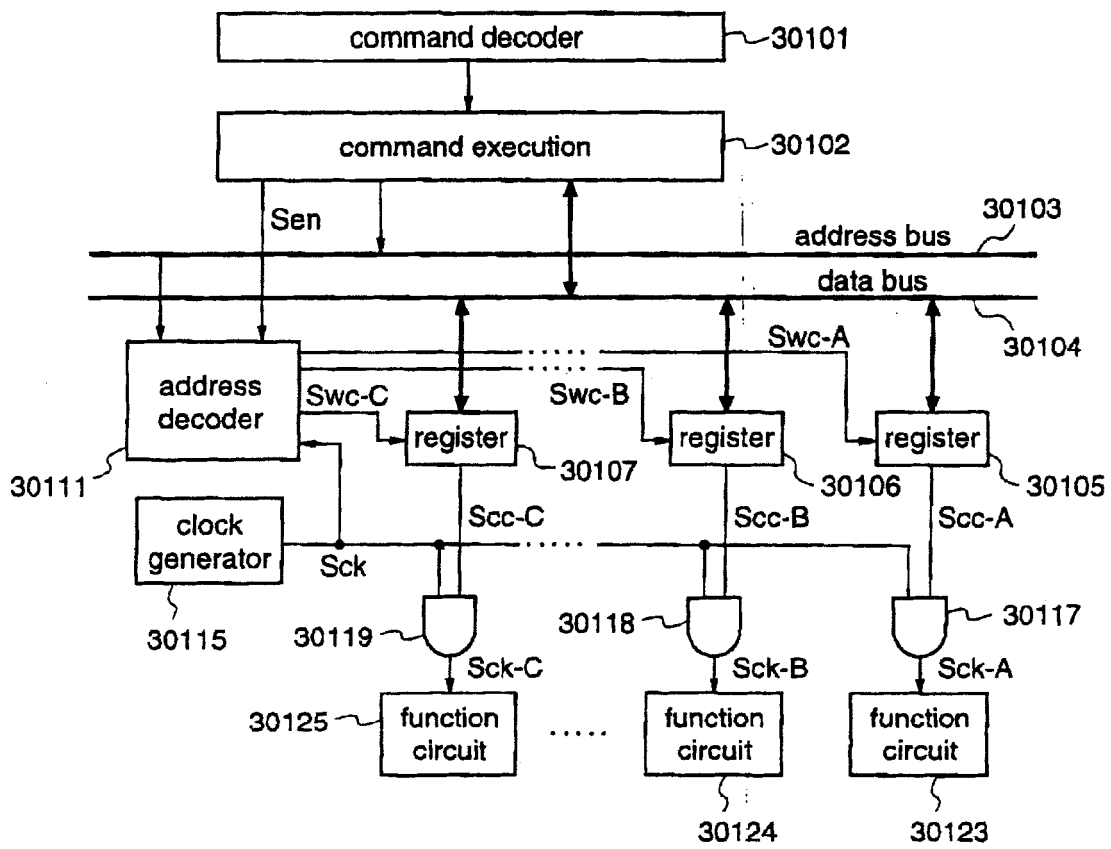 command decoder
30101
command execution
30102
Sen
30103
address bus
data bus
30104
Swc-A
address
decoder
Swc-C
Swc-B
register
register
register
30111
30107
30106
30105
clock
generator
Scc-C
Scc-B
Scc-A
Sck
30115
30119
30118
30117
Sck-C
Sck-B
Sck-A
30125
function
circuit
.....
function
circuit
function
circuit
30124
30123